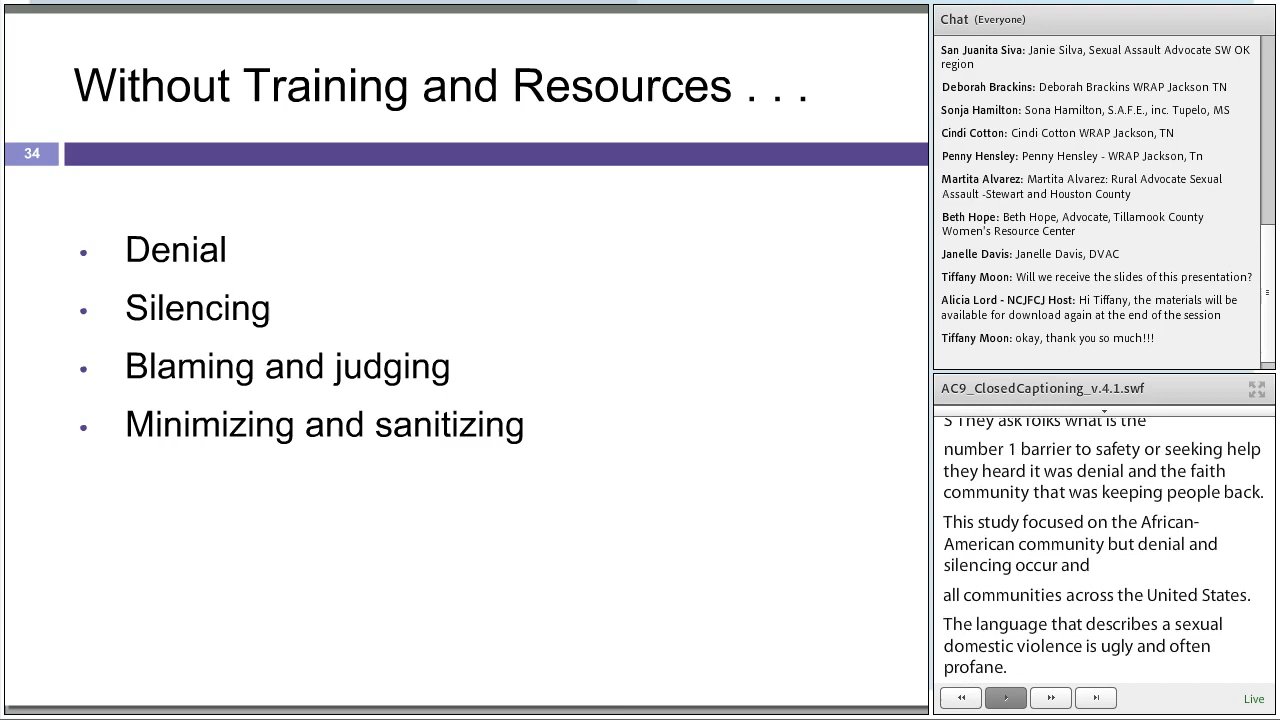 Without Training and Resources . . .
34
• Denial
• Silencing
• Blaming and judging
• Minimizing and sanitizing
Chat (Everyone)
San Juanita Siva: Janie Silva, Sexual Assault Advocate SW OK
region
Deborah Brackins: Deborah Brackins WRAP Jackson TN
Sonja Hamilton: Sona Hamilton, S.A.F.E., inc. Tupelo, MS
Cindi Cotton: Cindi Cotton WRAP Jackson, TN
Penny Hensley: Penny Hensley - WRAP Jackson, Tn
Martita Alvarez: Martita Alvarez: Rural Advocate Sexual
Assault -Stewart and Houston County
Beth Hope: Beth Hope, Advocate, Tillamook County
Women's Resource Center
Janelle Davis: Janelle Davis, DVAC
Tiffany Moon: Will we receive the slides of this presentation?
Alicia Lord - NCJFCJ Host: Hi Tiffany, the materials will be
available for download again at the end of the session
Tiffany Moon: okay, thank you so much!!!
AC9_ClosedCaptioning_v.4.1.swf
S They ask folks what is the
number 1 barrier to safety or seeking help
they heard it was denial and the faith
community that was keeping people back.
This study focused on the African-
American community but denial and
silencing occur and
all communities across the United States.
The language that describes a sexual
domestic violence is ugly and often
profane.
Live